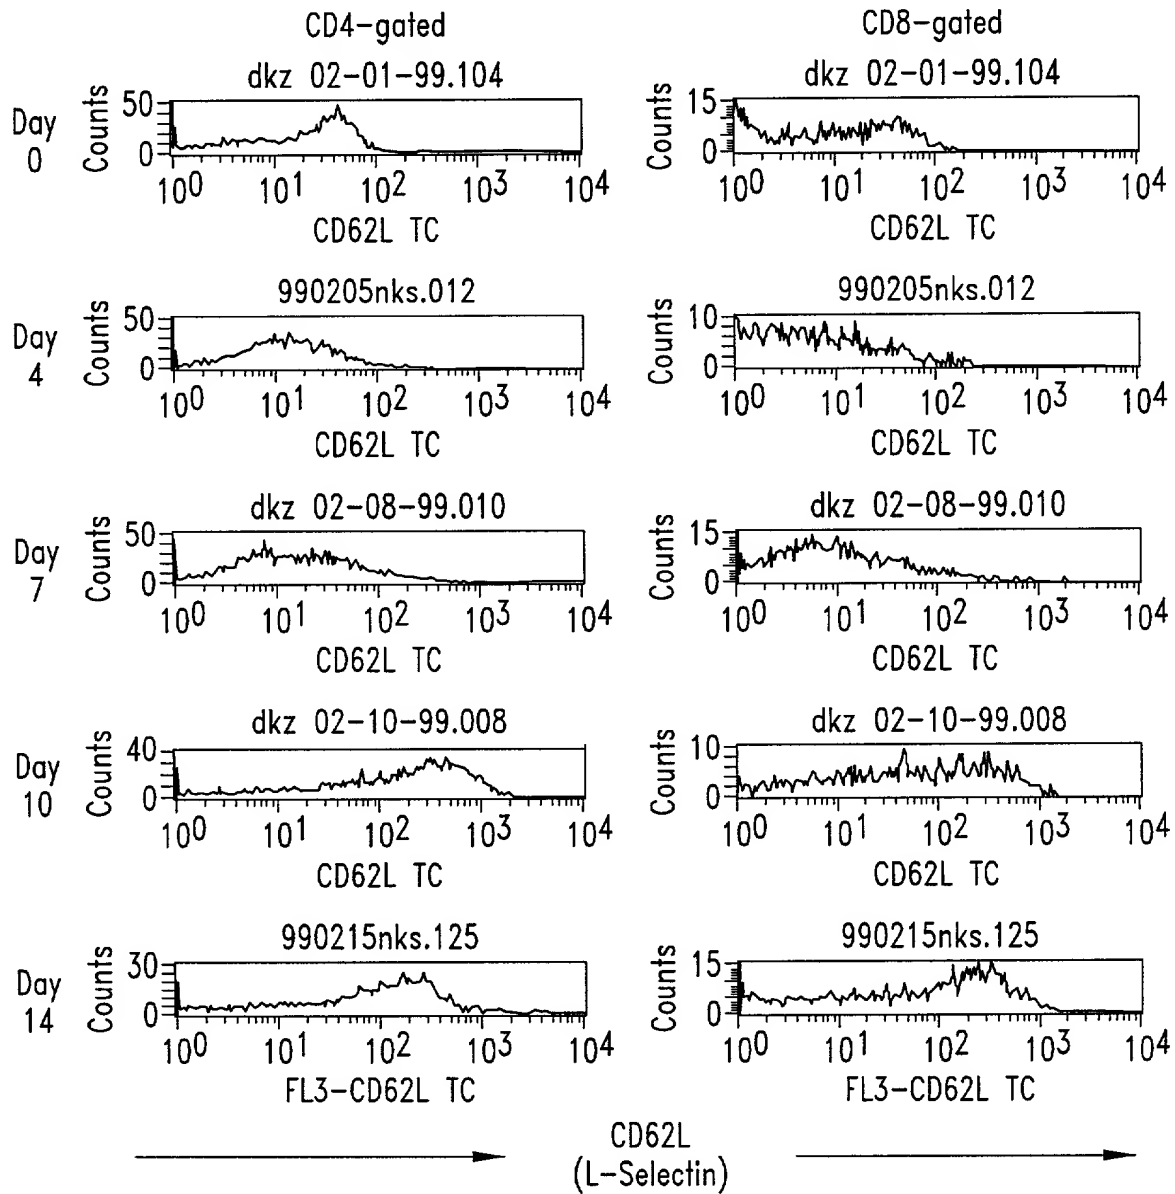 CD4-gated
CD8-gated
dkz 02-01-99.104
dkz 02-01-99.104
Day
0
Counts
50
0
10^0 10^1 10^2 10^3 10^4
CD62L TC
Counts
15
0
10^0 10^1 10^2 10^3 10^4
CD62L TC
990205nks.012
990205nks.012
Day
4
Counts
50
0
10^0 10^1 10^2 10^3 10^4
CD62L TC
Counts
10
0
10^0 10^1 10^2 10^3 10^4
CD62L TC
dkz 02-08-99.010
dkz 02-08-99.010
Day
7
Counts
50
0
10^0 10^1 10^2 10^3 10^4
CD62L TC
Counts
15
0
10^0 10^1 10^2 10^3 10^4
CD62L TC
dkz 02-10-99.008
dkz 02-10-99.008
Day
10
Counts
40
0
10^0 10^1 10^2 10^3 10^4
CD62L TC
Counts
10
0
10^0 10^1 10^2 10^3 10^4
CD62L TC
990215nks.125
990215nks.125
Day
14
Counts
30
0
10^0 10^1 10^2 10^3 10^4
FL3-CD62L TC
Counts
15
0
10^0 10^1 10^2 10^3 10^4
FL3-CD62L TC
CD62L
(L-Selectin)